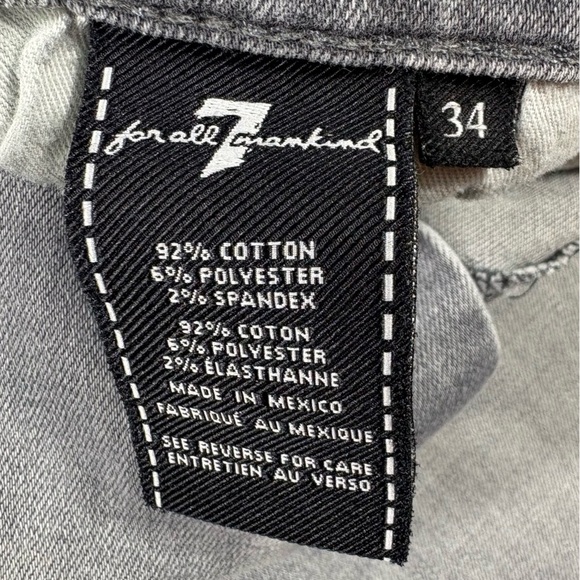 7
for all mankind
34
92% COTTON
6% POLYESTER
2% SPANDEX
92% COTON
6% POLYESTER
2% ÉLASTHANNE
MADE IN MEXICO
FABRIQUÉ AU MEXIQUE
SEE REVERSE FOR CARE
ENTRETIEN AU VERSO